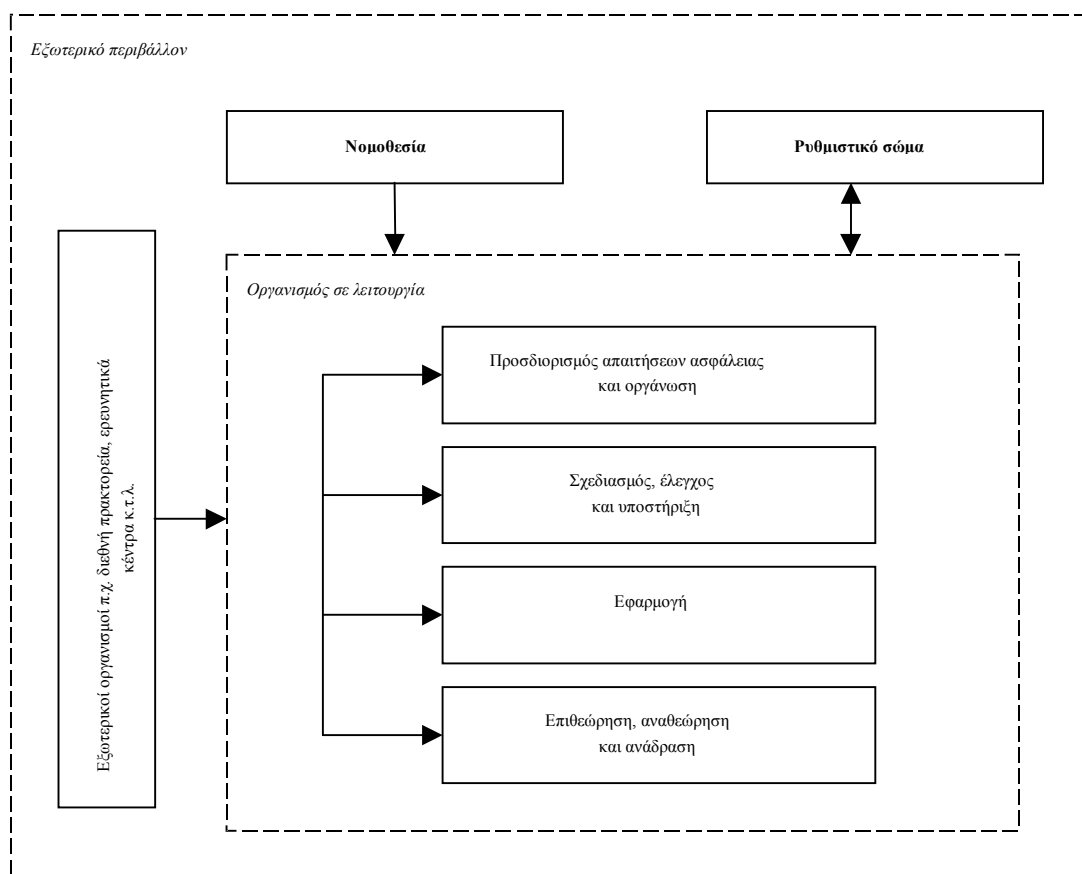 Εξωτερικό περιβάλλον
Νομοθεσία
Ρυθμιστικό σώμα
Εξωτερικοί οργανισμοί π.χ. διεθνή πρακτορεία, ερευνητικά
κέντρα κ.τ.λ.
Οργανισμός σε λειτουργία
Προσδιορισμός απαιτήσεων ασφάλειας
και οργάνωση
Σχεδιασμός, έλεγχος
και υποστήριξη
Εφαρμογή
Επιθεώρηση, αναθεώρηση
και ανάδραση